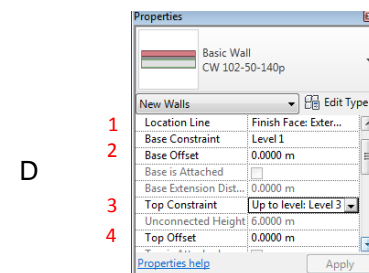 Properties
Basic Wall
CW 102-50-140p
New Walls Edit Type
1 Location Line Finish Face: Exter...
Base Constraint Level 1
2 Base Offset 0.0000 m
D
Base is Attached
Base Extension Dist... 0.0000 m
3 Top Constraint Up to level: Level 3
Unconnected Height 6.0000 m
4 Top Offset 0.0000 m
Properties help Apply